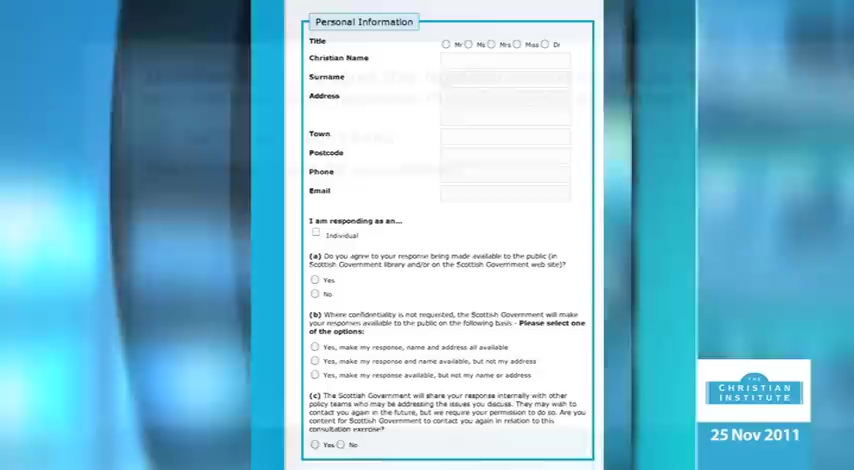 Personal Information
Title Mr Ms Mrs Miss Dr
Christian Name
Surname
Address
Town
Postcode
Phone
Email
I am responding as an...
Individual
(a) Do you agree to your response being made available to the public (in
Scottish Government library and/or on the Scottish Government web site)?
Yes
No
(b) Where confidentiality is not requested, the Scottish Government will make
your responses available to the public on the following basis - Please select one
of the options:
Yes, make my response, name and address all available
Yes, make my response and name available, but not my address
Yes, make my response available, but not my name or address
(c) The Scottish Government will share your response internally with other
policy teams who may be addressing the issues you discuss. They may wish to
contact you again in the future, but we require your permission to do so. Are you
content for Scottish Government to contact you again in relation to this
consultation exercise?
Yes No
THE
CHRISTIAN
INSTITUTE
25 Nov 2011